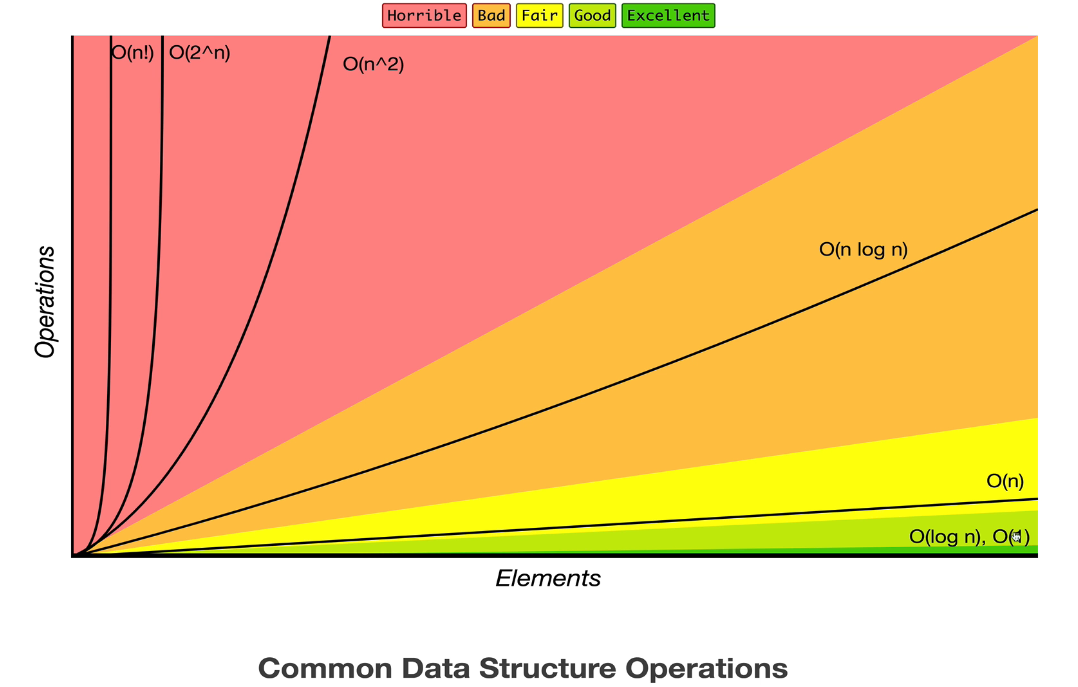 Horrible Bad Fair Good Excellent
O(n!) O(2^n)
O(n^2)
O(n log n)
Operations
O(n)
O(log n), O(1)
Elements
Common Data Structure Operations